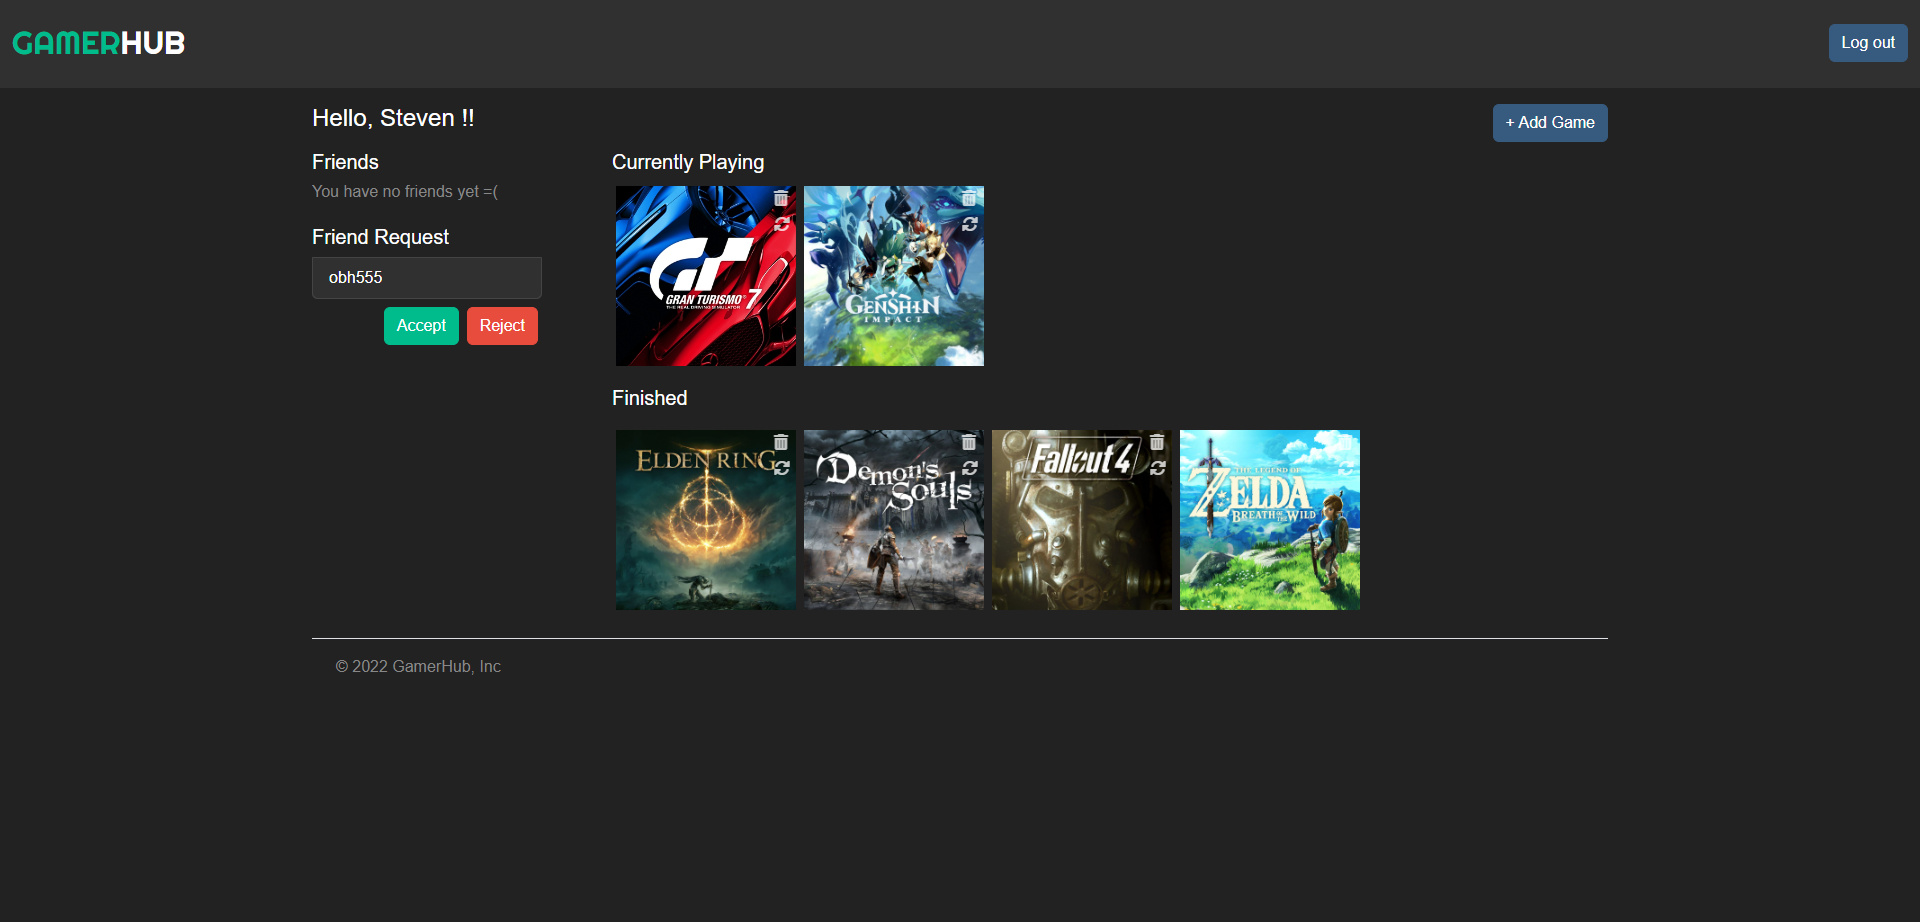 GAMERHUB
Log out
Hello, Steven !!
+ Add Game
Friends
You have no friends yet =(
Friend Request
obh555
Accept
Reject
Currently Playing
GT
GRAN TURISMO 7
THE REAL DRIVING SIMULATOR
GENSHIN
IMPACT
Finished
ELDEN RING
Demon's
Souls
Fallout 4
THE LEGEND OF
ZELDA
BREATH OF THE WILD
© 2022 GamerHub, Inc